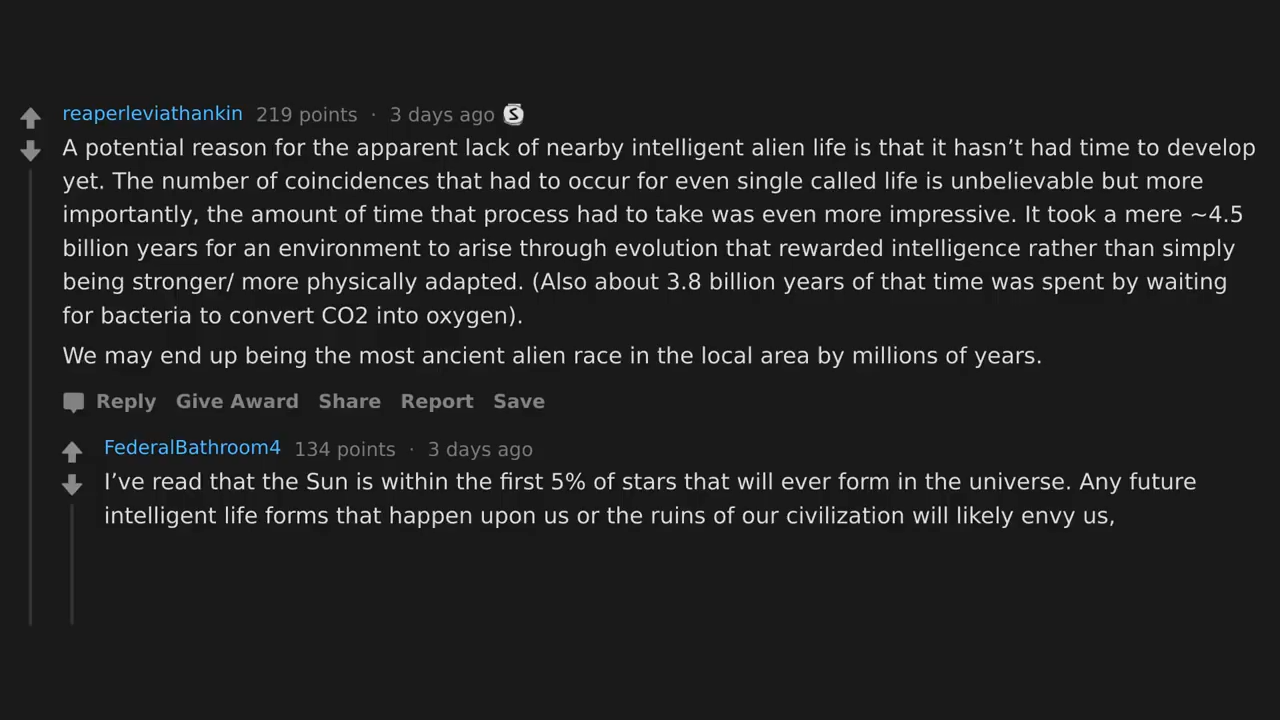 reaperleviathankin 219 points · 3 days ago S
A potential reason for the apparent lack of nearby intelligent alien life is that it hasn’t had time to develop
yet. The number of coincidences that had to occur for even single called life is unbelievable but more
importantly, the amount of time that process had to take was even more impressive. It took a mere ~4.5
billion years for an environment to arise through evolution that rewarded intelligence rather than simply
being stronger/ more physically adapted. (Also about 3.8 billion years of that time was spent by waiting
for bacteria to convert CO2 into oxygen).
We may end up being the most ancient alien race in the local area by millions of years.
Reply Give Award Share Report Save
FederalBathroom4 134 points · 3 days ago
I’ve read that the Sun is within the first 5% of stars that will ever form in the universe. Any future
intelligent life forms that happen upon us or the ruins of our civilization will likely envy us,